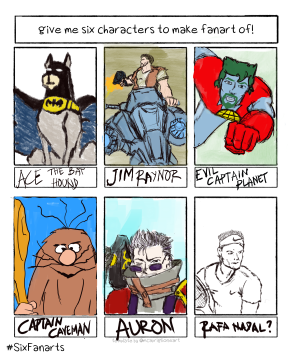 give me six characters to make fanart of!
ACE THE BAT HOUND
JIM RAYNOR
EVIL CAPTAIN PLANET
CAPTAIN CAVEMAN
AURON
RAFA NADAL?
#SixFanarts